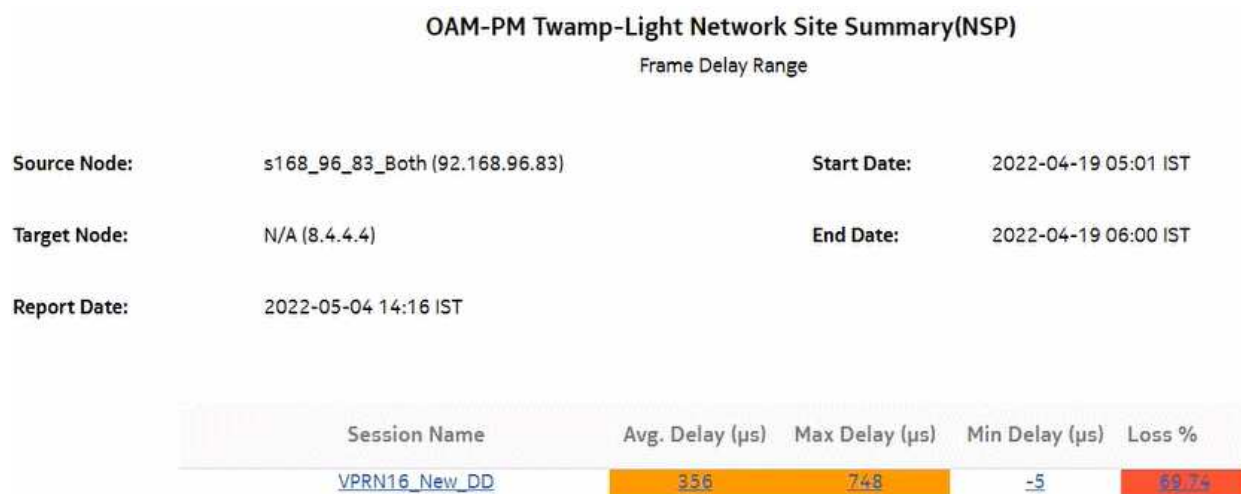 OAM-PM Twamp-Light Network Site Summary(NSP)
Frame Delay Range
Source Node: s168_96_83_Both (92.168.96.83) Start Date: 2022-04-19 05:01 IST
Target Node: N/A (8.4.4.4) End Date: 2022-04-19 06:00 IST
Report Date: 2022-05-04 14:16 IST
Session Name Avg. Delay (µs) Max Delay (µs) Min Delay (µs) Loss %
VPRN16_New_DD 356 748 -5 69.74